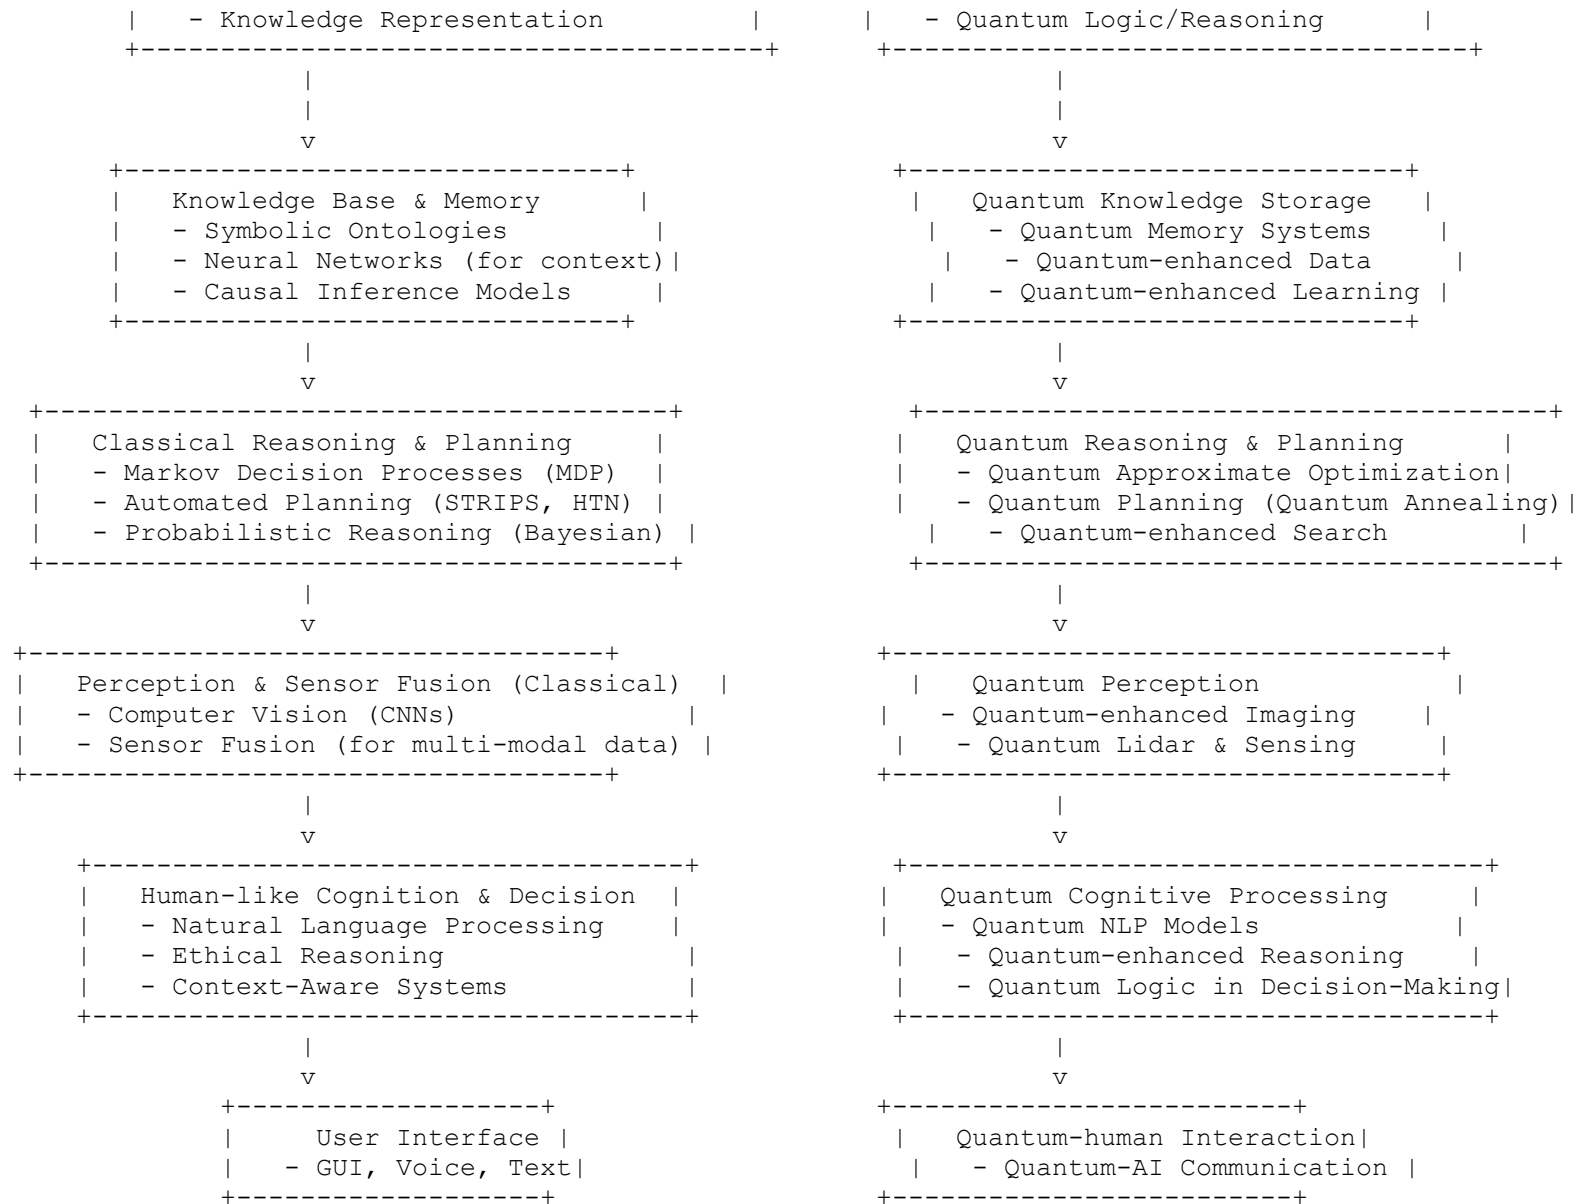 - Knowledge Representation
- Quantum Logic/Reasoning
Knowledge Base & Memory
- Symbolic Ontologies
- Neural Networks (for context)
- Causal Inference Models
Quantum Knowledge Storage
- Quantum Memory Systems
- Quantum-enhanced Data
- Quantum-enhanced Learning
Classical Reasoning & Planning
- Markov Decision Processes (MDP)
- Automated Planning (STRIPS, HTN)
- Probabilistic Reasoning (Bayesian)
Quantum Reasoning & Planning
- Quantum Approximate Optimization
- Quantum Planning (Quantum Annealing)
- Quantum-enhanced Search
Perception & Sensor Fusion (Classical)
- Computer Vision (CNNs)
- Sensor Fusion (for multi-modal data)
Quantum Perception
- Quantum-enhanced Imaging
- Quantum Lidar & Sensing
Human-like Cognition & Decision
- Natural Language Processing
- Ethical Reasoning
- Context-Aware Systems
Quantum Cognitive Processing
- Quantum NLP Models
- Quantum-enhanced Reasoning
- Quantum Logic in Decision-Making
User Interface
- GUI, Voice, Text
Quantum-human Interaction
- Quantum-AI Communication